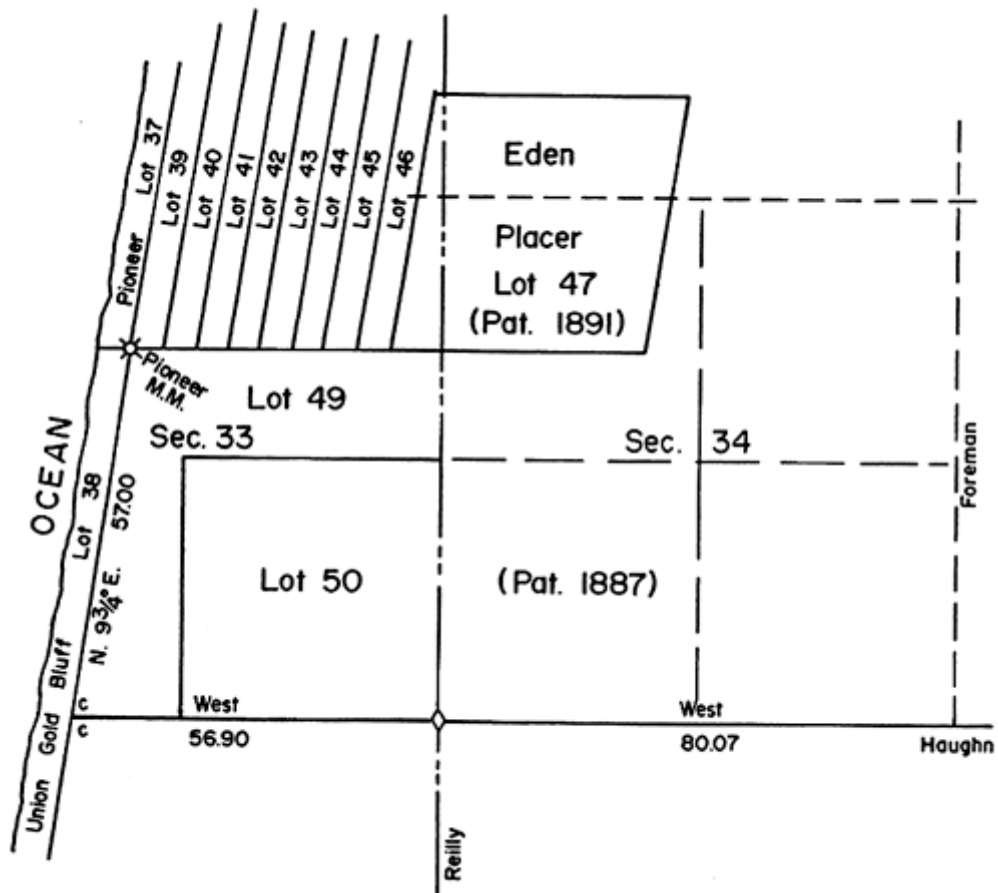 Lot 37
Pioneer
Lot 39
Lot 40
Lot 41
Lot 42
Lot 43
Lot 44
Lot 45
Lot 46
Eden
Placer
Lot 47
(Pat. 1891)
Pioneer
M.M.
Lot 49
Sec. 33
Sec. 34
OCEAN
Lot 38
N. 9¾° E. 57.00
Foreman
Lot 50
(Pat. 1887)
Union Gold Bluff
C
C
West
56.90
West
80.07
Haughn
Reilly